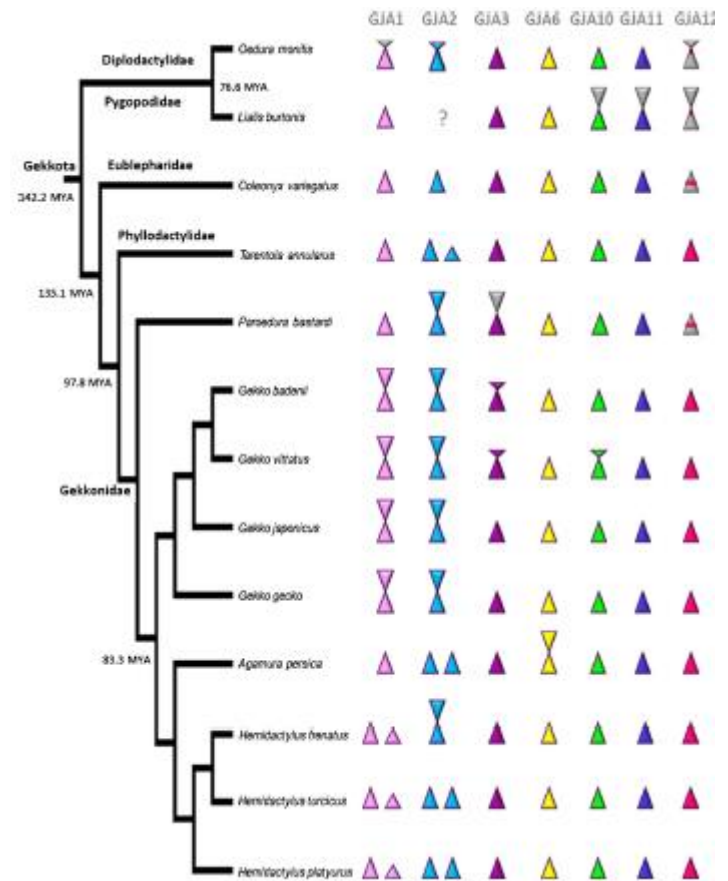 GJA1 GJA2 GJA3 GJA6 GJA10 GJA11 GJA12
Oedura monilis
Diplodactylidae
76.6 MYA
Pygopodidae
Lialis burtonis
?
Gekkota
Eublepharidae
Coleonyx variegatus
342.2 MYA
Phyllodactylidae
Tarentola annularus
135.1 MYA
Paroedura bastardi
97.8 MYA
Gekko badenii
Gekko vittatus
Gekkonidae
Gekko japonicus
Gekko gecko
83.3 MYA
Agamura persica
Hemidactylus frenatus
Hemidactylus turcicus
Hemidactylus platyurus